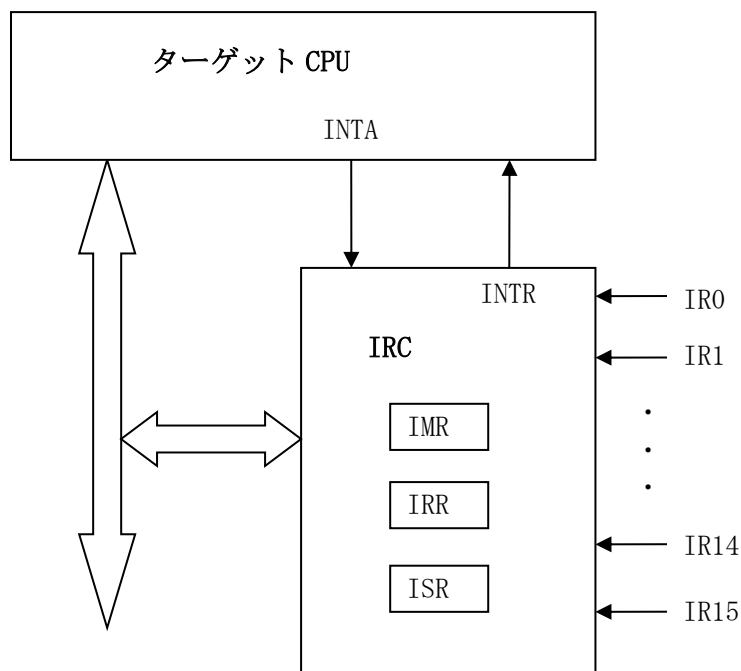 ターゲット CPU
INTA
INTR
IR0
IRC
IR1
IMR
IRR
ISR
IR14
IR15